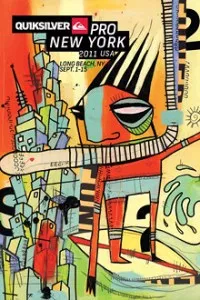 QUIKSILVER PRO
NEW YORK
2011 USA
LONG BEACH, NY
SEPT. 1-15